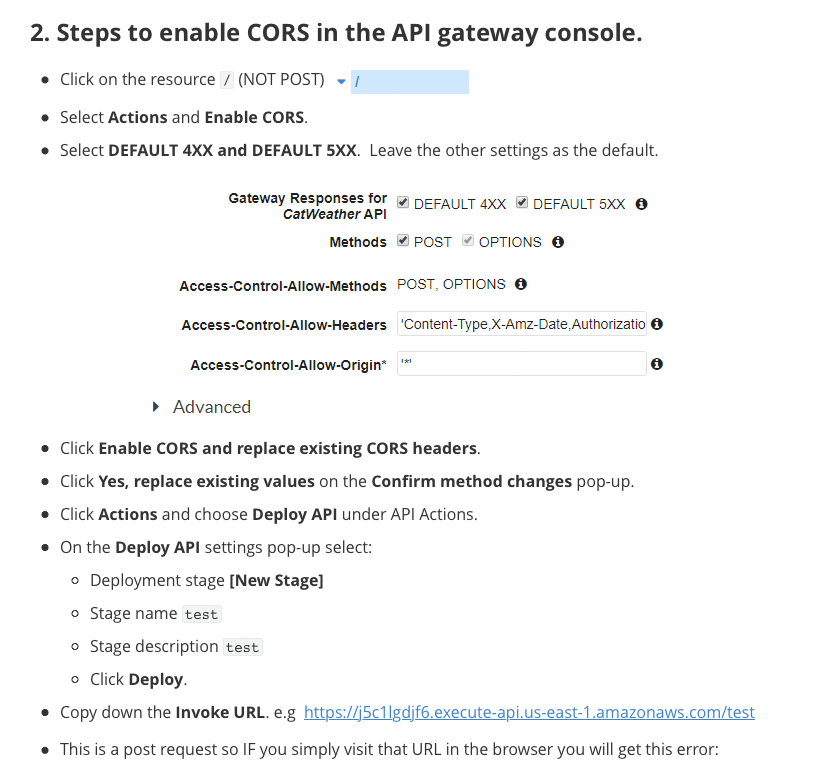 2. Steps to enable CORS in the API gateway console.
Click on the resource / (NOT POST) /
Select Actions and Enable CORS.
Select DEFAULT 4XX and DEFAULT 5XX. Leave the other settings as the default.
Gateway Responses for CatWeather API DEFAULT 4XX DEFAULT 5XX
Methods POST OPTIONS
Access-Control-Allow-Methods POST, OPTIONS
Access-Control-Allow-Headers 'Content-Type,X-Amz-Date,Authorizatio
Access-Control-Allow-Origin* '*'
Advanced
Click Enable CORS and replace existing CORS headers.
Click Yes, replace existing values on the Confirm method changes pop-up.
Click Actions and choose Deploy API under API Actions.
On the Deploy API settings pop-up select:
Deployment stage [New Stage]
Stage name test
Stage description test
Click Deploy.
Copy down the Invoke URL. e.g https://j5c1lgdjf6.execute-api.us-east-1.amazonaws.com/test
This is a post request so IF you simply visit that URL in the browser you will get this error: